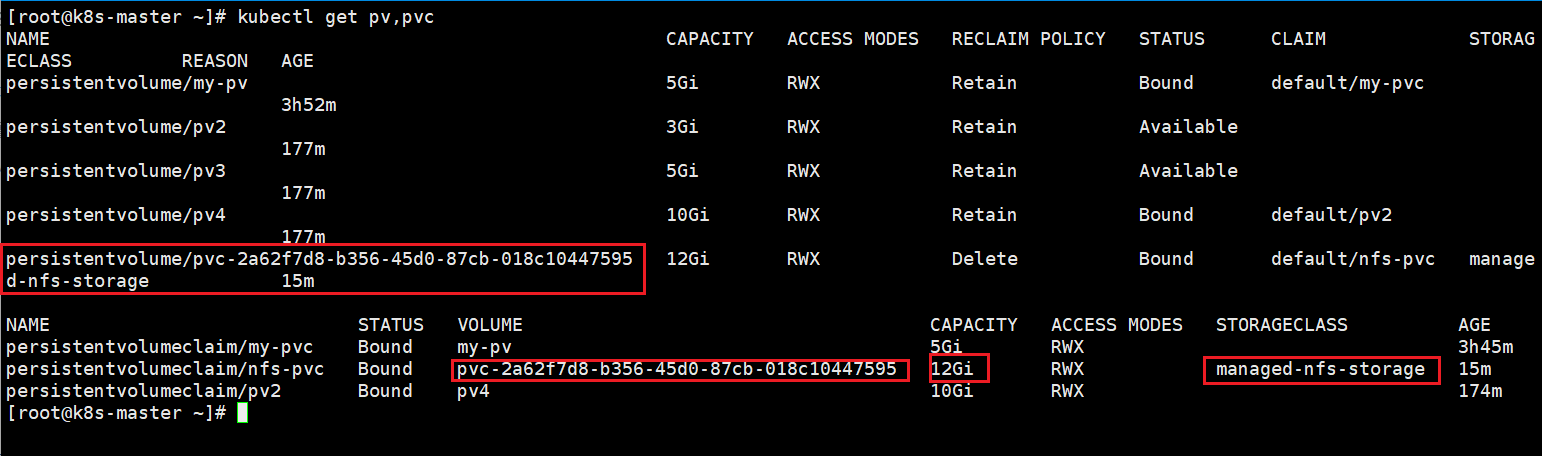 [root@k8s-master ~]# kubectl get pv,pvc
NAME                                                        CAPACITY   ACCESS MODES   RECLAIM POLICY   STATUS      CLAIM             STORAG
ECLASS          REASON   AGE
persistentvolume/my-pv                                      5Gi        RWX            Retain           Bound       default/my-pvc
                         3h52m
persistentvolume/pv2                                        3Gi        RWX            Retain           Available
                         177m
persistentvolume/pv3                                        5Gi        RWX            Retain           Available
                         177m
persistentvolume/pv4                                        10Gi       RWX            Retain           Bound       default/pv2
                         177m
persistentvolume/pvc-2a62f7d8-b356-45d0-87cb-018c10447595   12Gi       RWX            Delete           Bound       default/nfs-pvc   manage
d-nfs-storage            15m
NAME                            STATUS   VOLUME                                     CAPACITY   ACCESS MODES   STORAGECLASS          AGE
persistentvolumeclaim/my-pvc    Bound    my-pv                                      5Gi        RWX                                  3h45m
persistentvolumeclaim/nfs-pvc   Bound    pvc-2a62f7d8-b356-45d0-87cb-018c10447595   12Gi       RWX            managed-nfs-storage   15m
persistentvolumeclaim/pv2       Bound    pv4                                        10Gi       RWX                                  174m
[root@k8s-master ~]#